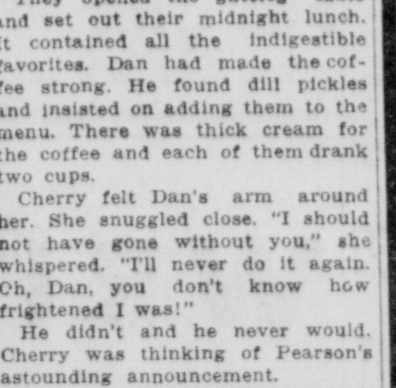 They opened the
and set out their midnight lunch.
It contained all the indigestible
favorites. Dan had made the cof-
fee strong. He found dill pickles
and insisted on adding them to the
menu. There was thick cream for
the coffee and each of them drank
two cups.
Cherry felt Dan's arm around
her. She snuggled close. "I should
not have gone without you," she
whispered. "I'll never do it again.
Oh, Dan, you don't know how
frightened I was!"
He didn't and he never would.
Cherry was thinking of Pearson's
astounding announcement.